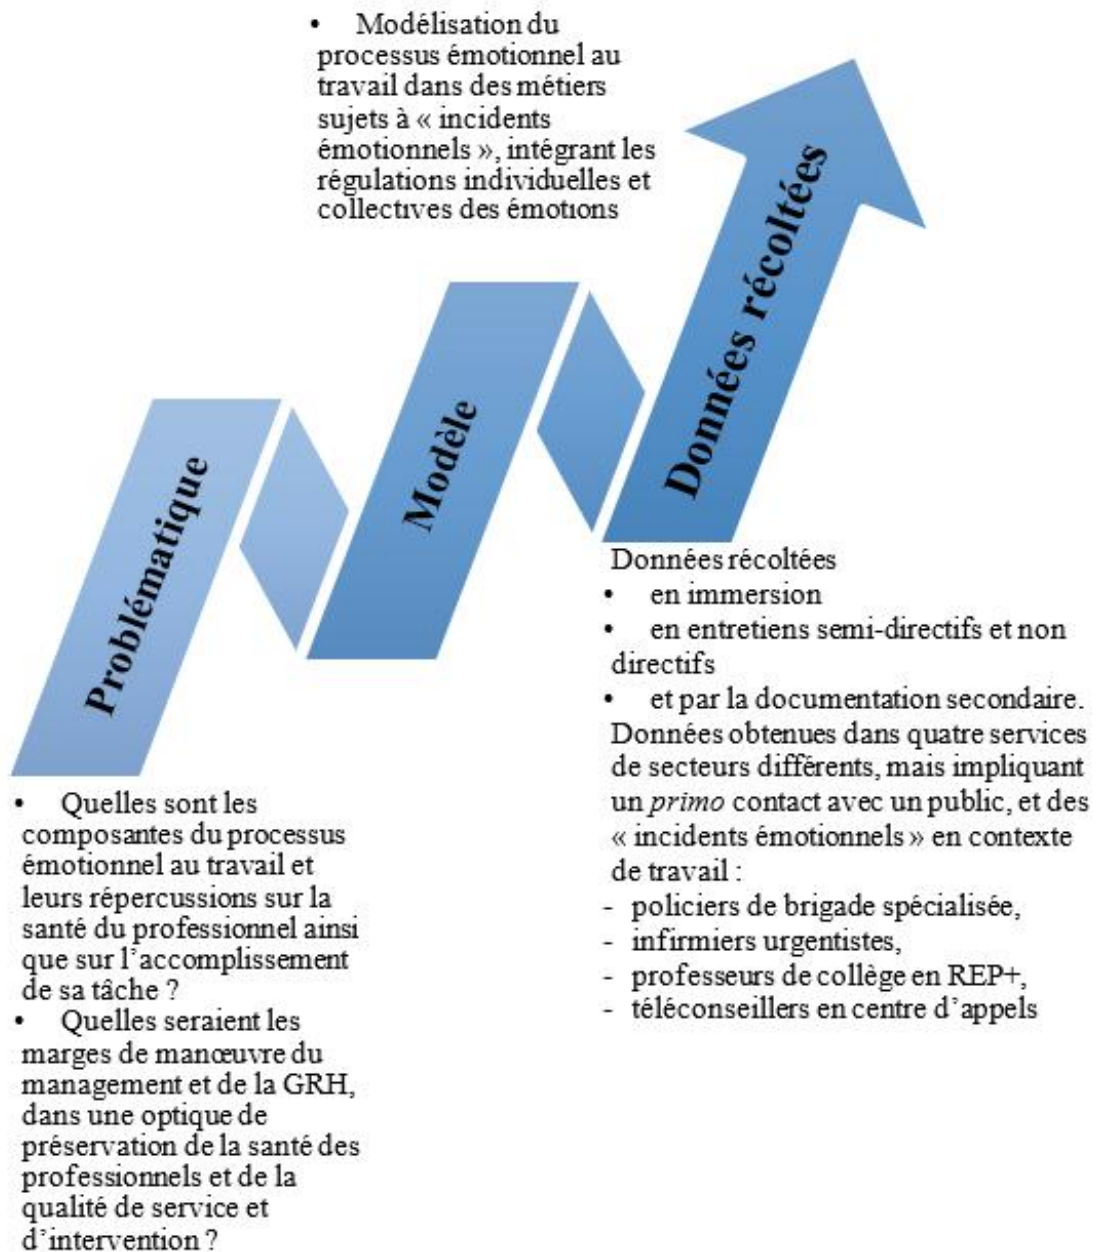 • Modélisation du
processus émotionnel au
travail dans des métiers
sujets à « incidents
émotionnels », intégrant les
régulations individuelles et
collectives des émotions
Problématique
Modèle
Données récoltées
• Quelles sont les
composantes du processus
émotionnel au travail et
leurs répercussions sur la
santé du professionnel ainsi
que sur l’accomplissement
de sa tâche ?
• Quelles seraient les
marges de manœuvre du
management et de la GRH,
dans une optique de
préservation de la santé des
professionnels et de la
qualité de service et
d’intervention ?
Données récoltées
• en immersion
• en entretiens semi-directifs et non
directifs
• et par la documentation secondaire.
Données obtenues dans quatre services
de secteurs différents, mais impliquant
un primo contact avec un public, et des
« incidents émotionnels » en contexte
de travail :
- policiers de brigade spécialisée,
- infirmiers urgentistes,
- professeurs de collège en REP+,
- téléconseillers en centre d’appels